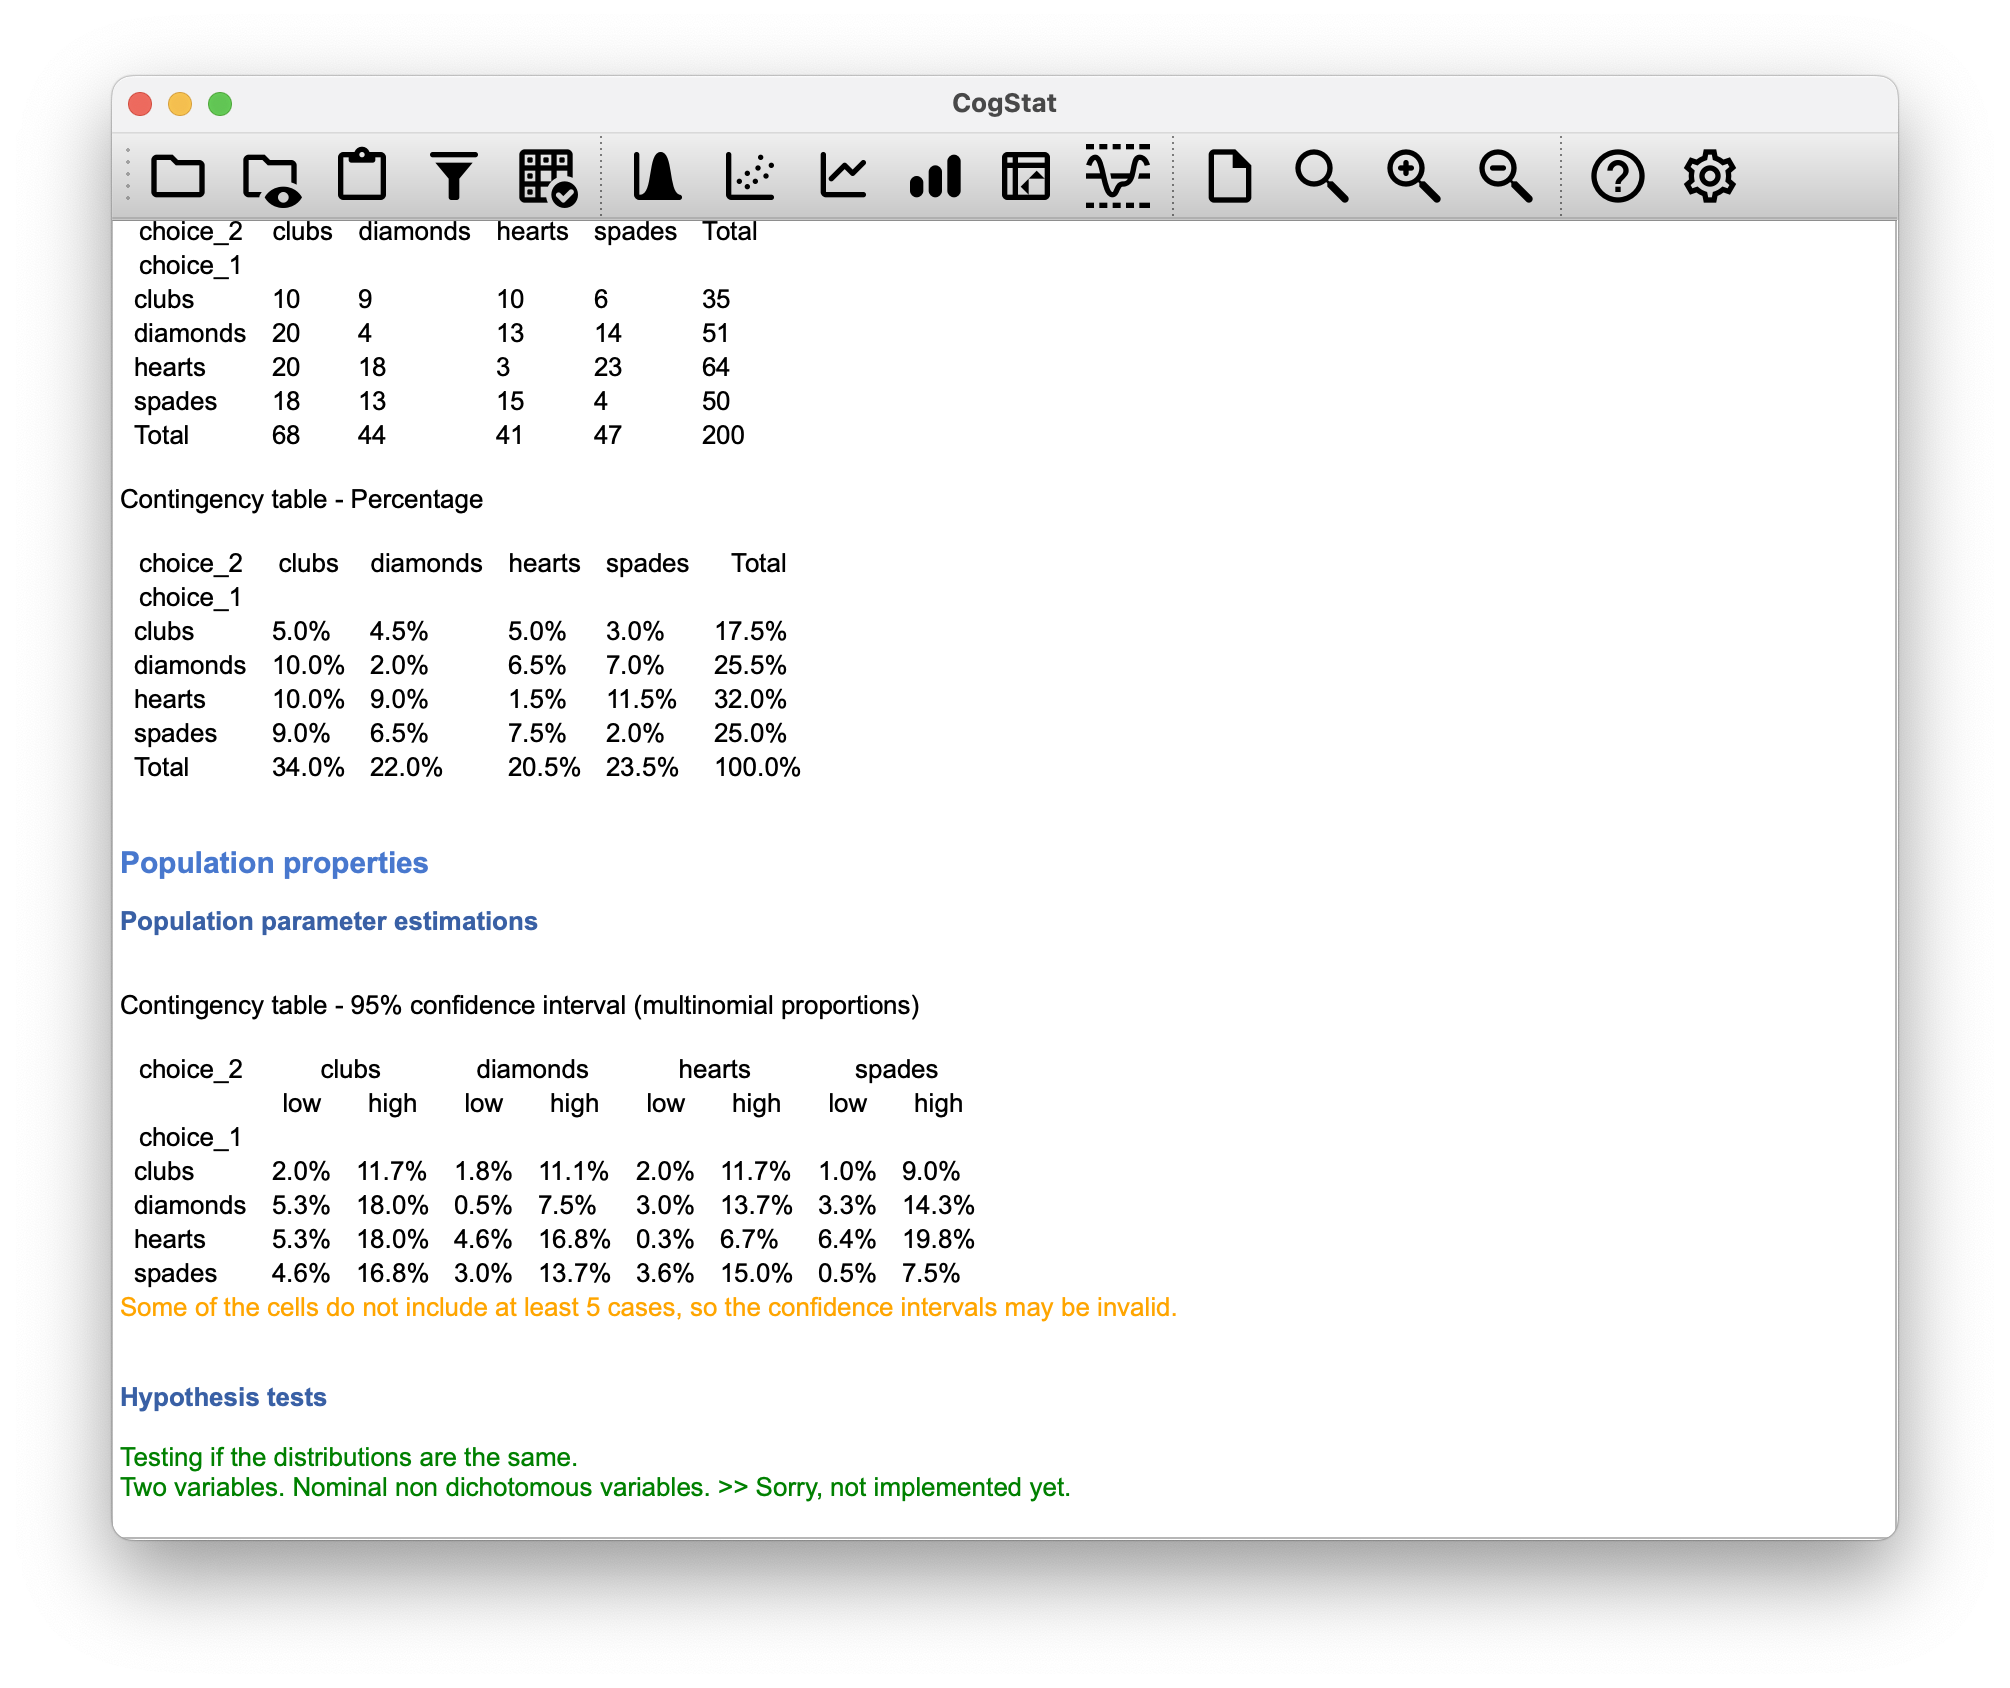 CogStat
choice_2 clubs diamonds hearts spades Total
choice_1
clubs 10 9 10 6 35
diamonds 20 4 13 14 51
hearts 20 18 3 23 64
spades 18 13 15 4 50
Total 68 44 41 47 200
Contingency table - Percentage
choice_2 clubs diamonds hearts spades Total
choice_1
clubs 5.0% 4.5% 5.0% 3.0% 17.5%
diamonds 10.0% 2.0% 6.5% 7.0% 25.5%
hearts 10.0% 9.0% 1.5% 11.5% 32.0%
spades 9.0% 6.5% 7.5% 2.0% 25.0%
Total 34.0% 22.0% 20.5% 23.5% 100.0%
Population properties
Population parameter estimations
Contingency table - 95% confidence interval (multinomial proportions)
choice_2 clubs diamonds hearts spades
low high low high low high low high
choice_1
clubs 2.0% 11.7% 1.8% 11.1% 2.0% 11.7% 1.0% 9.0%
diamonds 5.3% 18.0% 0.5% 7.5% 3.0% 13.7% 3.3% 14.3%
hearts 5.3% 18.0% 4.6% 16.8% 0.3% 6.7% 6.4% 19.8%
spades 4.6% 16.8% 3.0% 13.7% 3.6% 15.0% 0.5% 7.5%
Some of the cells do not include at least 5 cases, so the confidence intervals may be invalid.
Hypothesis tests
Testing if the distributions are the same.
Two variables. Nominal non dichotomous variables. >> Sorry, not implemented yet.